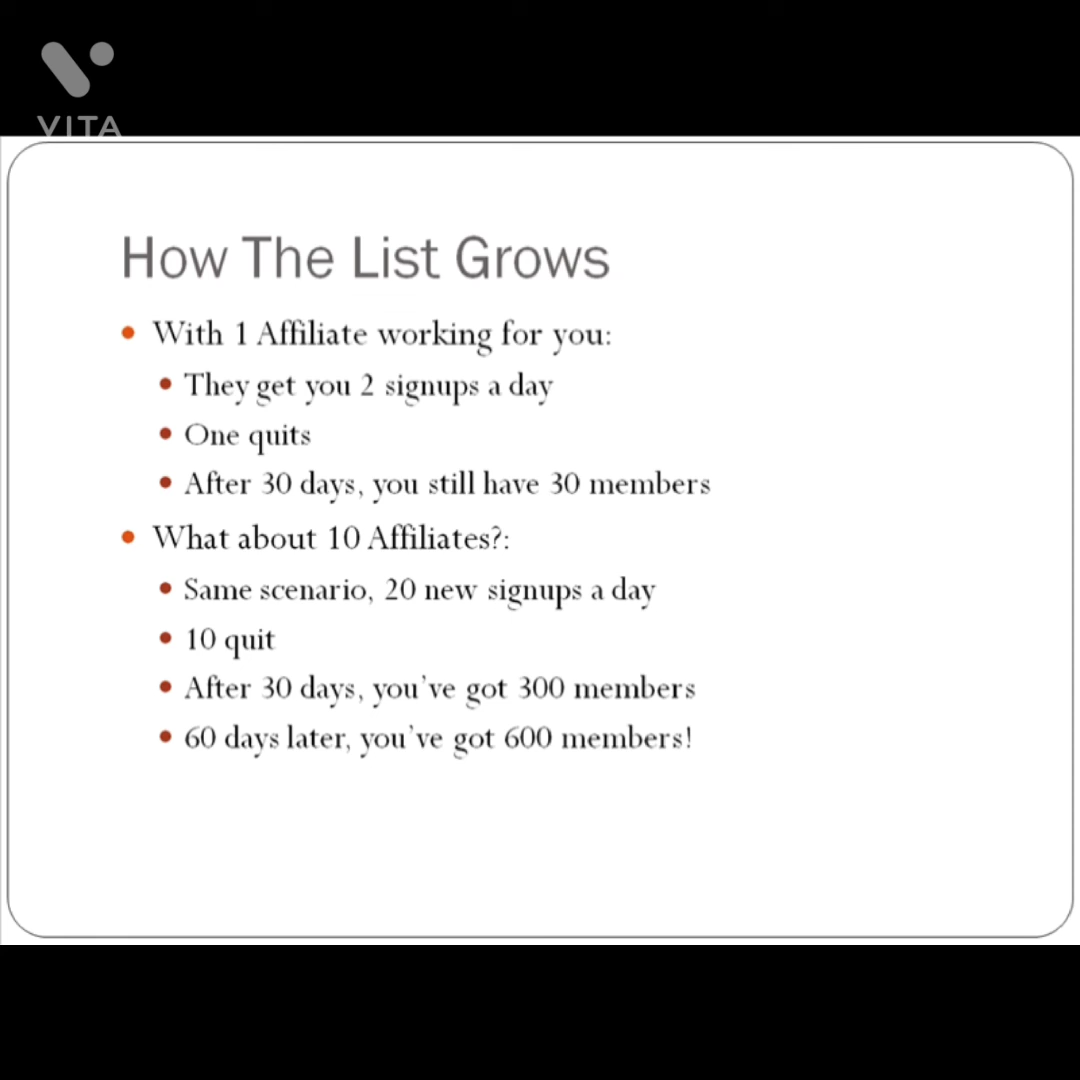 VITA
How The List Grows
With 1 Affiliate working for you:
They get you 2 signups a day
One quits
After 30 days, you still have 30 members
What about 10 Affiliates?:
Same scenario, 20 new signups a day
10 quit
After 30 days, you've got 300 members
60 days later, you've got 600 members!